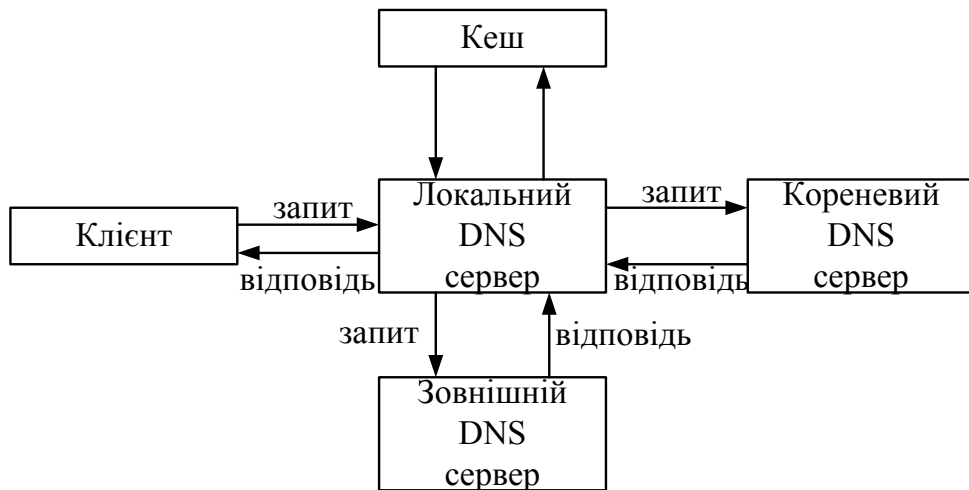 Кеш
Клієнт
запит
відповідь
Локальний
DNS
сервер
запит
відповідь
Кореневий
DNS
сервер
запит
відповідь
Зовнішній
DNS
сервер